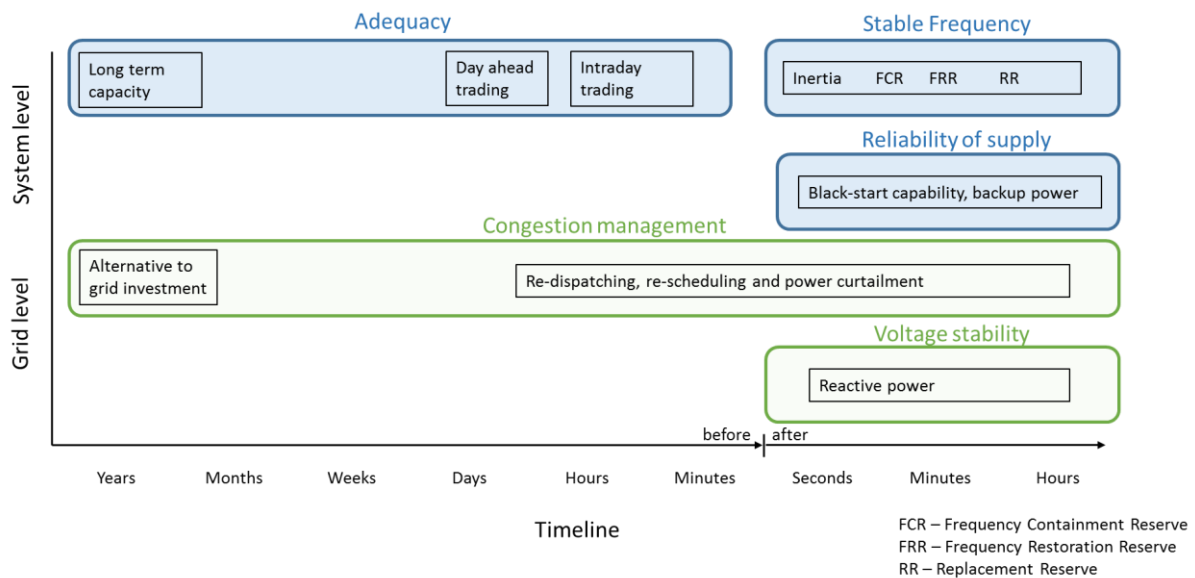 Adequacy
Stable Frequency
System level
Long term
capacity
Day ahead
trading
Intraday
trading
Inertia FCR FRR RR
Reliability of supply
Black-start capability, backup power
Congestion management
Grid level
Alternative to
grid investment
Re-dispatching, re-scheduling and power curtailment
Voltage stability
Reactive power
before after
Years Months Weeks Days Hours Minutes Seconds Minutes Hours
Timeline
FCR – Frequency Containment Reserve
FRR – Frequency Restoration Reserve
RR – Replacement Reserve